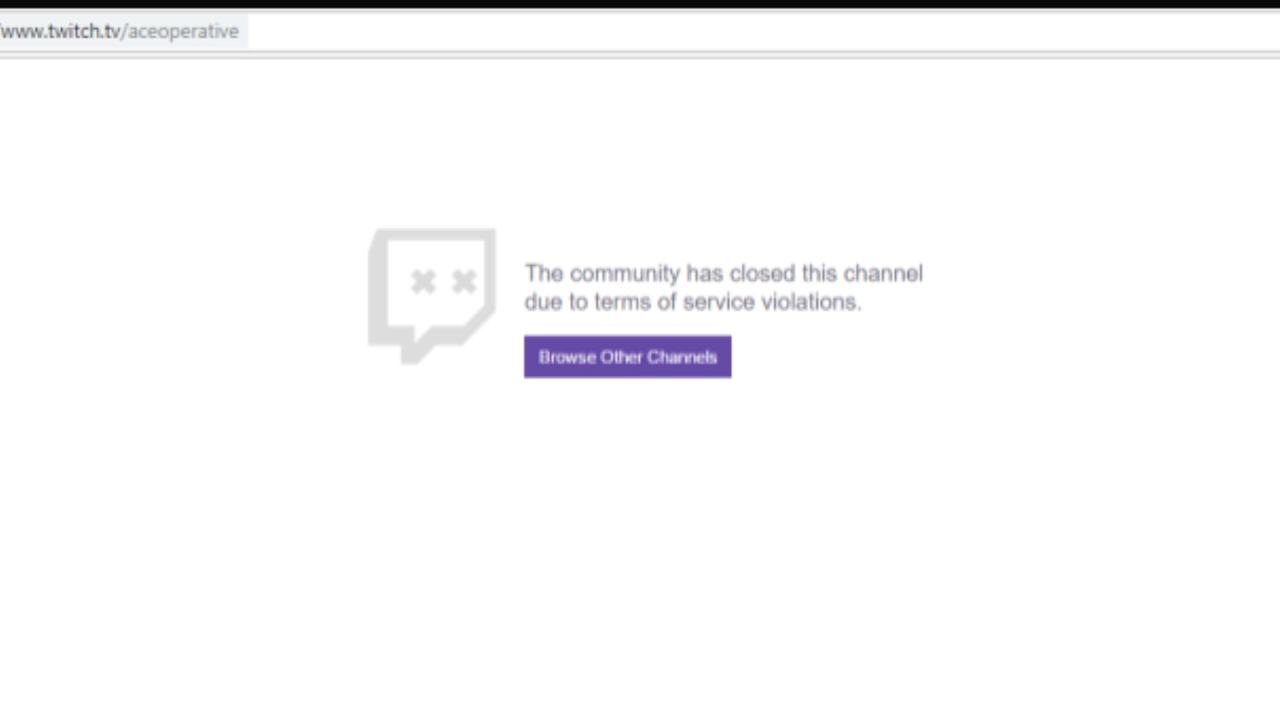 /www.twitch.tv/aceoperative
The community has closed this channel
due to terms of service violations.
Browse Other Channels